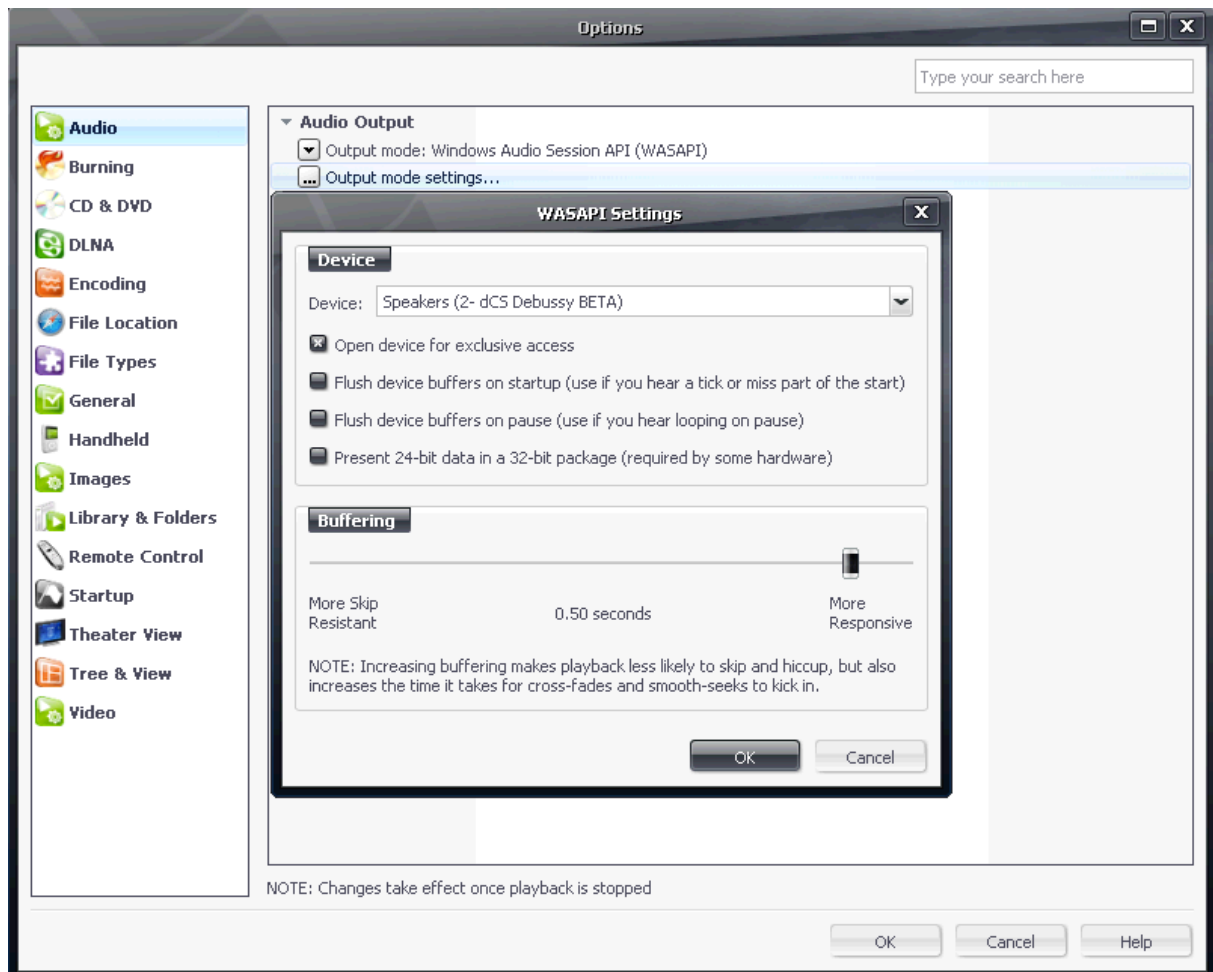 Options
Type your search here
Audio
Burning
CD & DVD
DLNA
Encoding
File Location
File Types
General
Handheld
Images
Library & Folders
Remote Control
Startup
Theater View
Tree & View
Video
Audio Output
Output mode: Windows Audio Session API (WASAPI)
... Output mode settings...
WASAPI Settings
Device
Device: Speakers (2- dCS Debussy BETA)
Open device for exclusive access
Flush device buffers on startup (use if you hear a tick or miss part of the start)
Flush device buffers on pause (use if you hear looping on pause)
Present 24-bit data in a 32-bit package (required by some hardware)
Buffering
More Skip
Resistant
0.50 seconds
More
Responsive
NOTE: Increasing buffering makes playback less likely to skip and hiccup, but also
increases the time it takes for cross-fades and smooth-seeks to kick in.
OK Cancel
NOTE: Changes take effect once playback is stopped
OK Cancel Help